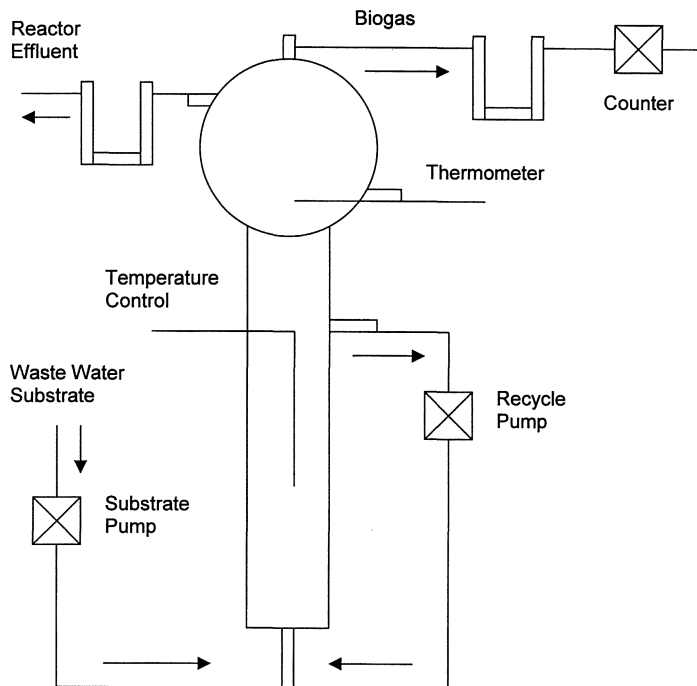 Reactor
Effluent
Biogas
Counter
Thermometer
Temperature
Control
Waste Water
Substrate
Recycle
Pump
Substrate
Pump